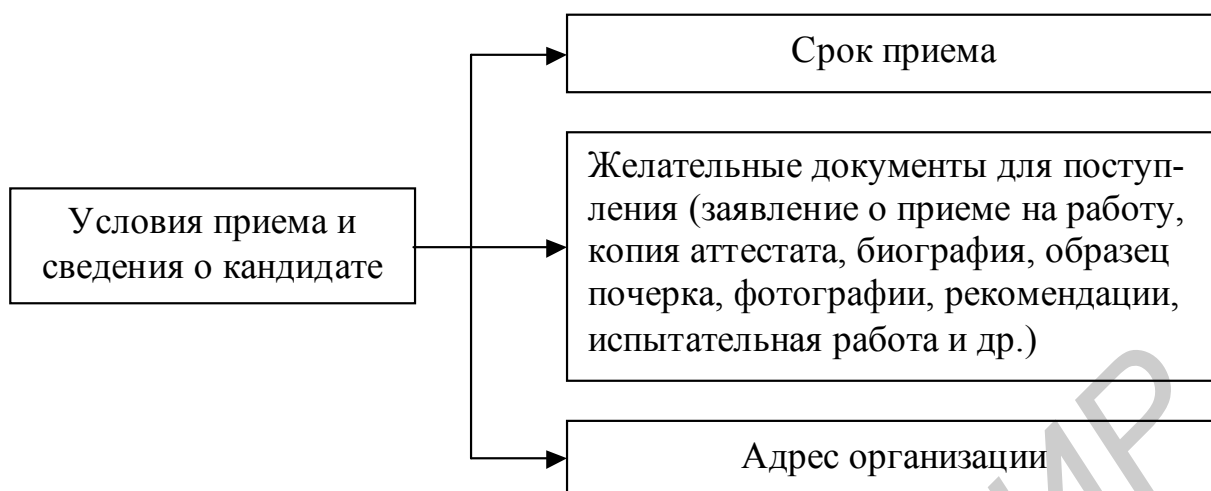 Срок приема
Условия приема и
сведения о кандидате
Желательные документы для поступ-
ления (заявление о приеме на работу,
копия аттестата, биография, образец
почерка, фотографии, рекомендации,
испытательная работа и др.)
Адрес организации
ИР